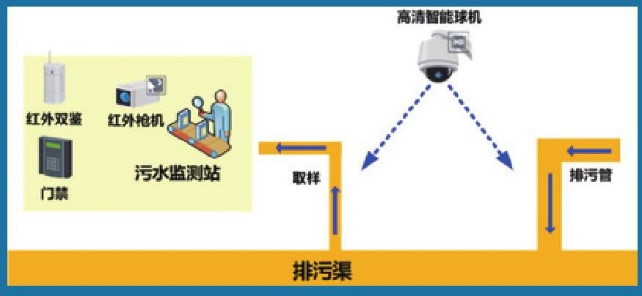 高清智能球机
红外双鉴
红外枪机
门禁
污水监测站
取样
排污管
排污渠